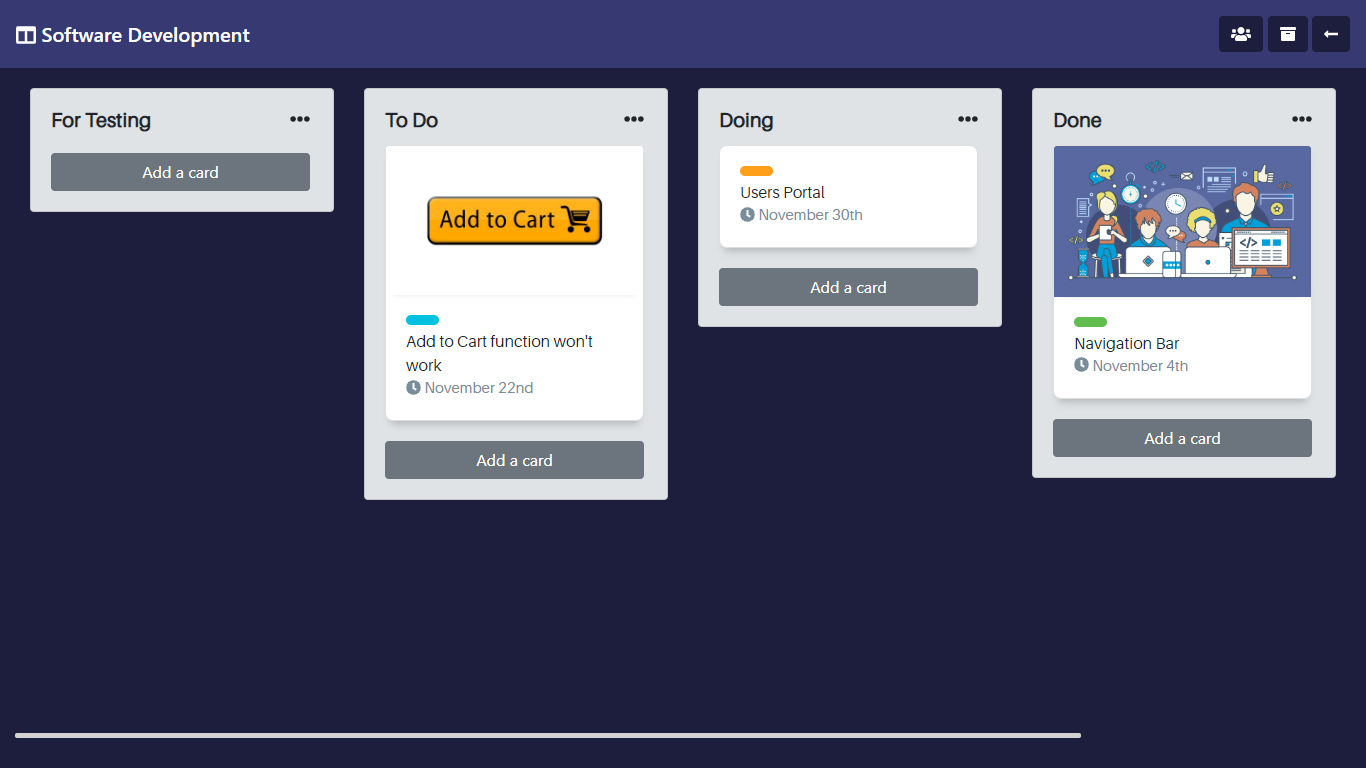 Software Development
For Testing
Add a card
To Do
Add to Cart
Add to Cart function won't
work
November 22nd
Add a card
Doing
Users Portal
November 30th
Add a card
Done
</>
Navigation Bar
November 4th
Add a card